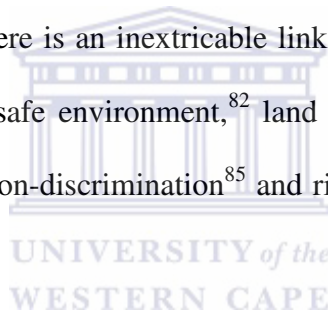 ere is an inextricable link
safe environment,⁸² land
on-discrimination⁸⁵ and ri
UNIVERSITY of the
WESTERN CAPE